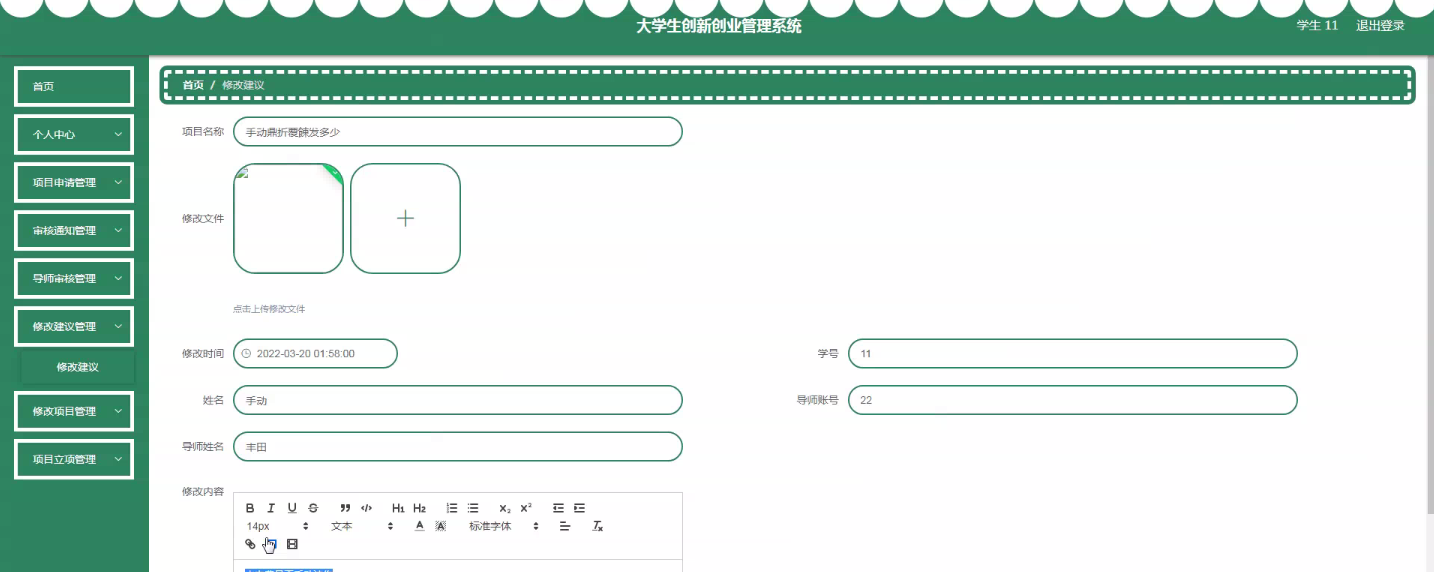 大学生创新创业管理系统
学生 11 退出登录
首页
个人中心
项目申请管理
审核通知管理
导师审核管理
修改建议管理
修改建议
修改项目管理
项目立项管理
首页 / 修改建议
项目名称 手动鼎折覆餗发多少
修改文件
点击上传修改文件
修改时间 2022-03-20 01:58:00
学号 11
姓名 手动
导师账号 22
导师姓名 丰田
修改内容
B I U S H1 H2 X2 X2
14px 文本 A A 标准字体 Tx